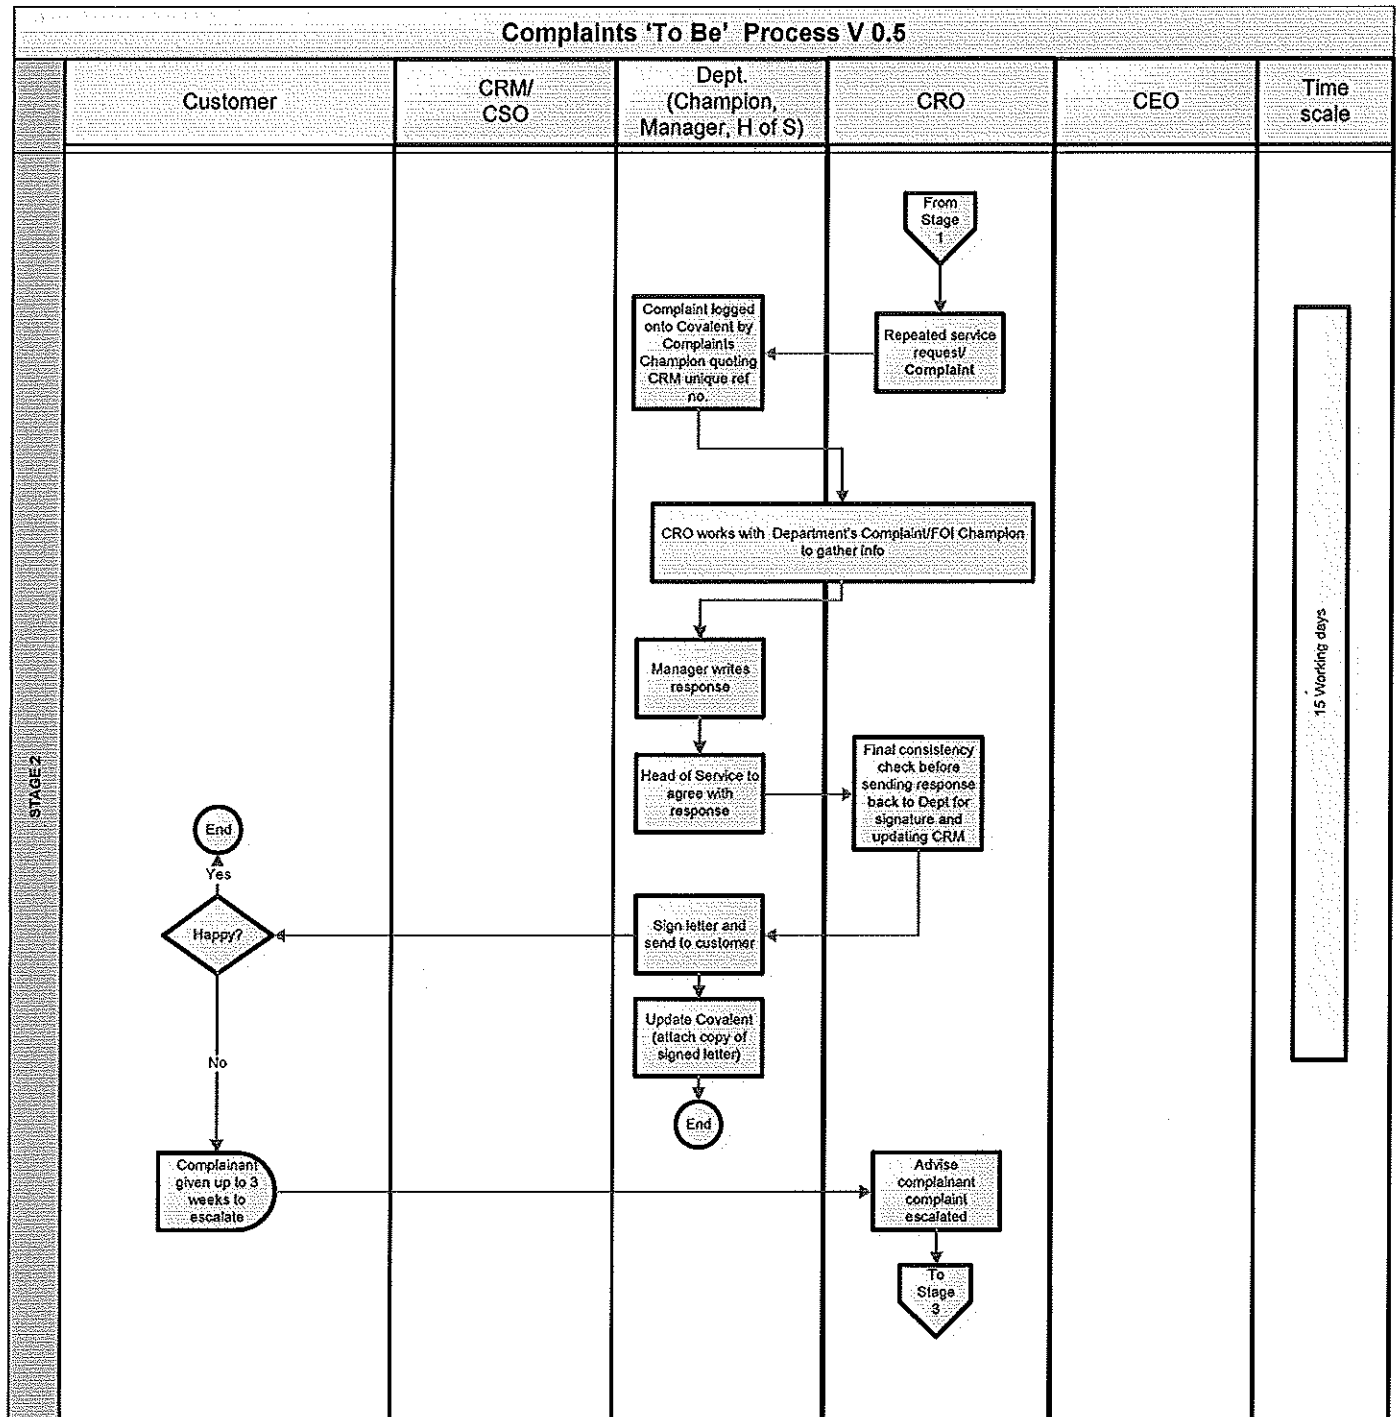 Complaints 'To Be' Process V 0.5
Customer
CRM/
CSO
Dept.
(Champion,
Manager, H of S)
CRO
CEO
Time
scale
STAGE 2
From
Stage
1
Repeated service
request/
Complaint
Complaint logged
onto Covalent by
Complaints
Champion quoting
CRM unique ref
no.
CRO works with Department's Complaint/FOI Champion
to gather info
Manager writes
response
Head of Service to
agree with
response
Final consistency
check before
sending response
back to Dept for
signature and
updating CRM
Sign letter and
send to customer
Happy?
Yes
End
No
Update Covalent
(attach copy of
signed letter)
End
Complainant
given up to 3
weeks to
escalate
Advise
complainant
complaint
escalated
To
Stage
3
15 Working days